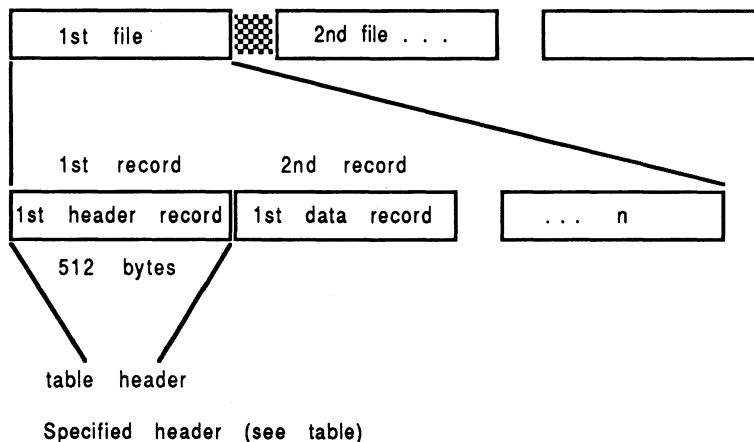 1st file 2nd file . . .
1st record 2nd record
1st header record 1st data record . . . n
512 bytes
table header
Specified header (see table)